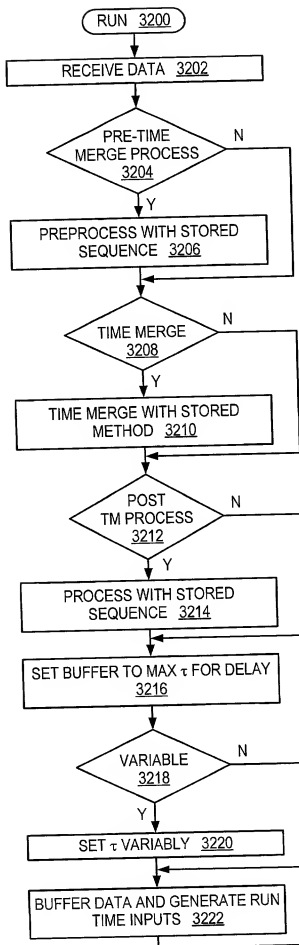 RUN 3200
RECEIVE DATA 3202
PRE-TIME
MERGE PROCESS
3204
N
Y
PREPROCESS WITH STORED
SEQUENCE 3206
TIME MERGE
3208
N
Y
TIME MERGE WITH STORED
METHOD 3210
POST
TM PROCESS
3212
N
Y
PROCESS WITH STORED
SEQUENCE 3214
SET BUFFER TO MAX τ FOR DELAY
3216
VARIABLE
3218
N
Y
SET τ VARIABLY 3220
BUFFER DATA AND GENERATE RUN
TIME INPUTS 3222